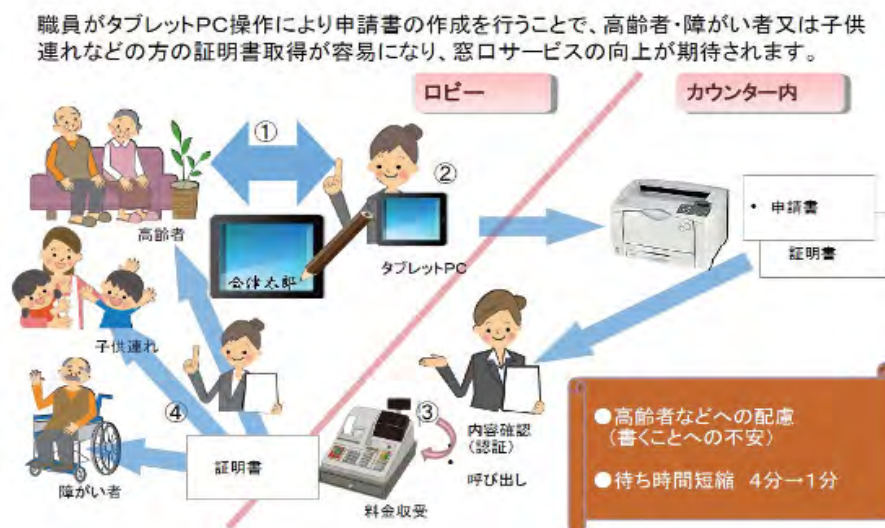 職員がタブレットPC操作により申請書の作成を行うことで、高齢者・障がい者又は子供
連れなどの方の証明書取得が容易になり、窓口サービスの向上が期待されます。
ロビー
カウンター内
①
②
・ 申請書
証明書
高齢者
会津太郎
タブレットPC
子供連れ
④
③
内容確認
(認証)
・ 呼び出し
証明書
障がい者
料金収受
●高齢者などへの配慮
(書くことへの不安)
●待ち時間短縮 4分→1分